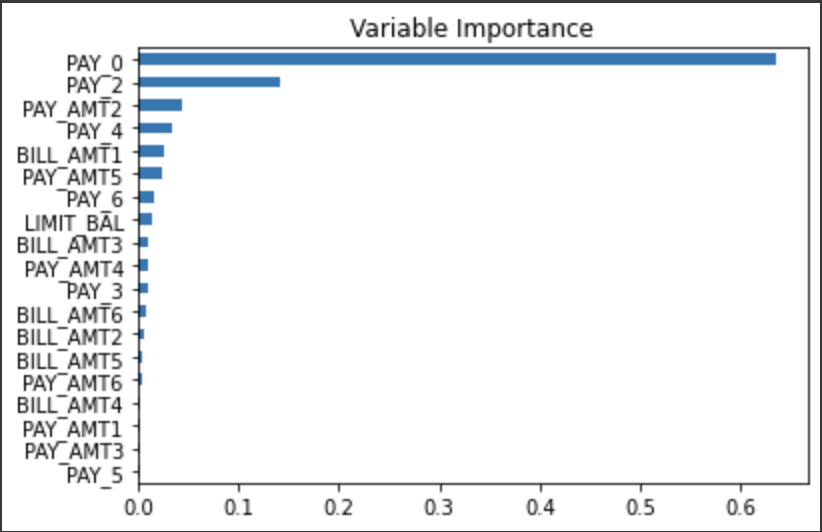 Variable Importance
PAY_0
PAY_2
PAY_AMT2
PAY_4
BILL_AMT1
PAY_AMT5
PAY_6
LIMIT_BAL
BILL_AMT3
PAY_AMT4
PAY_3
BILL_AMT6
BILL_AMT2
BILL_AMT5
PAY_AMT6
BILL_AMT4
PAY_AMT1
PAY_AMT3
PAY_5
0.0 0.1 0.2 0.3 0.4 0.5 0.6